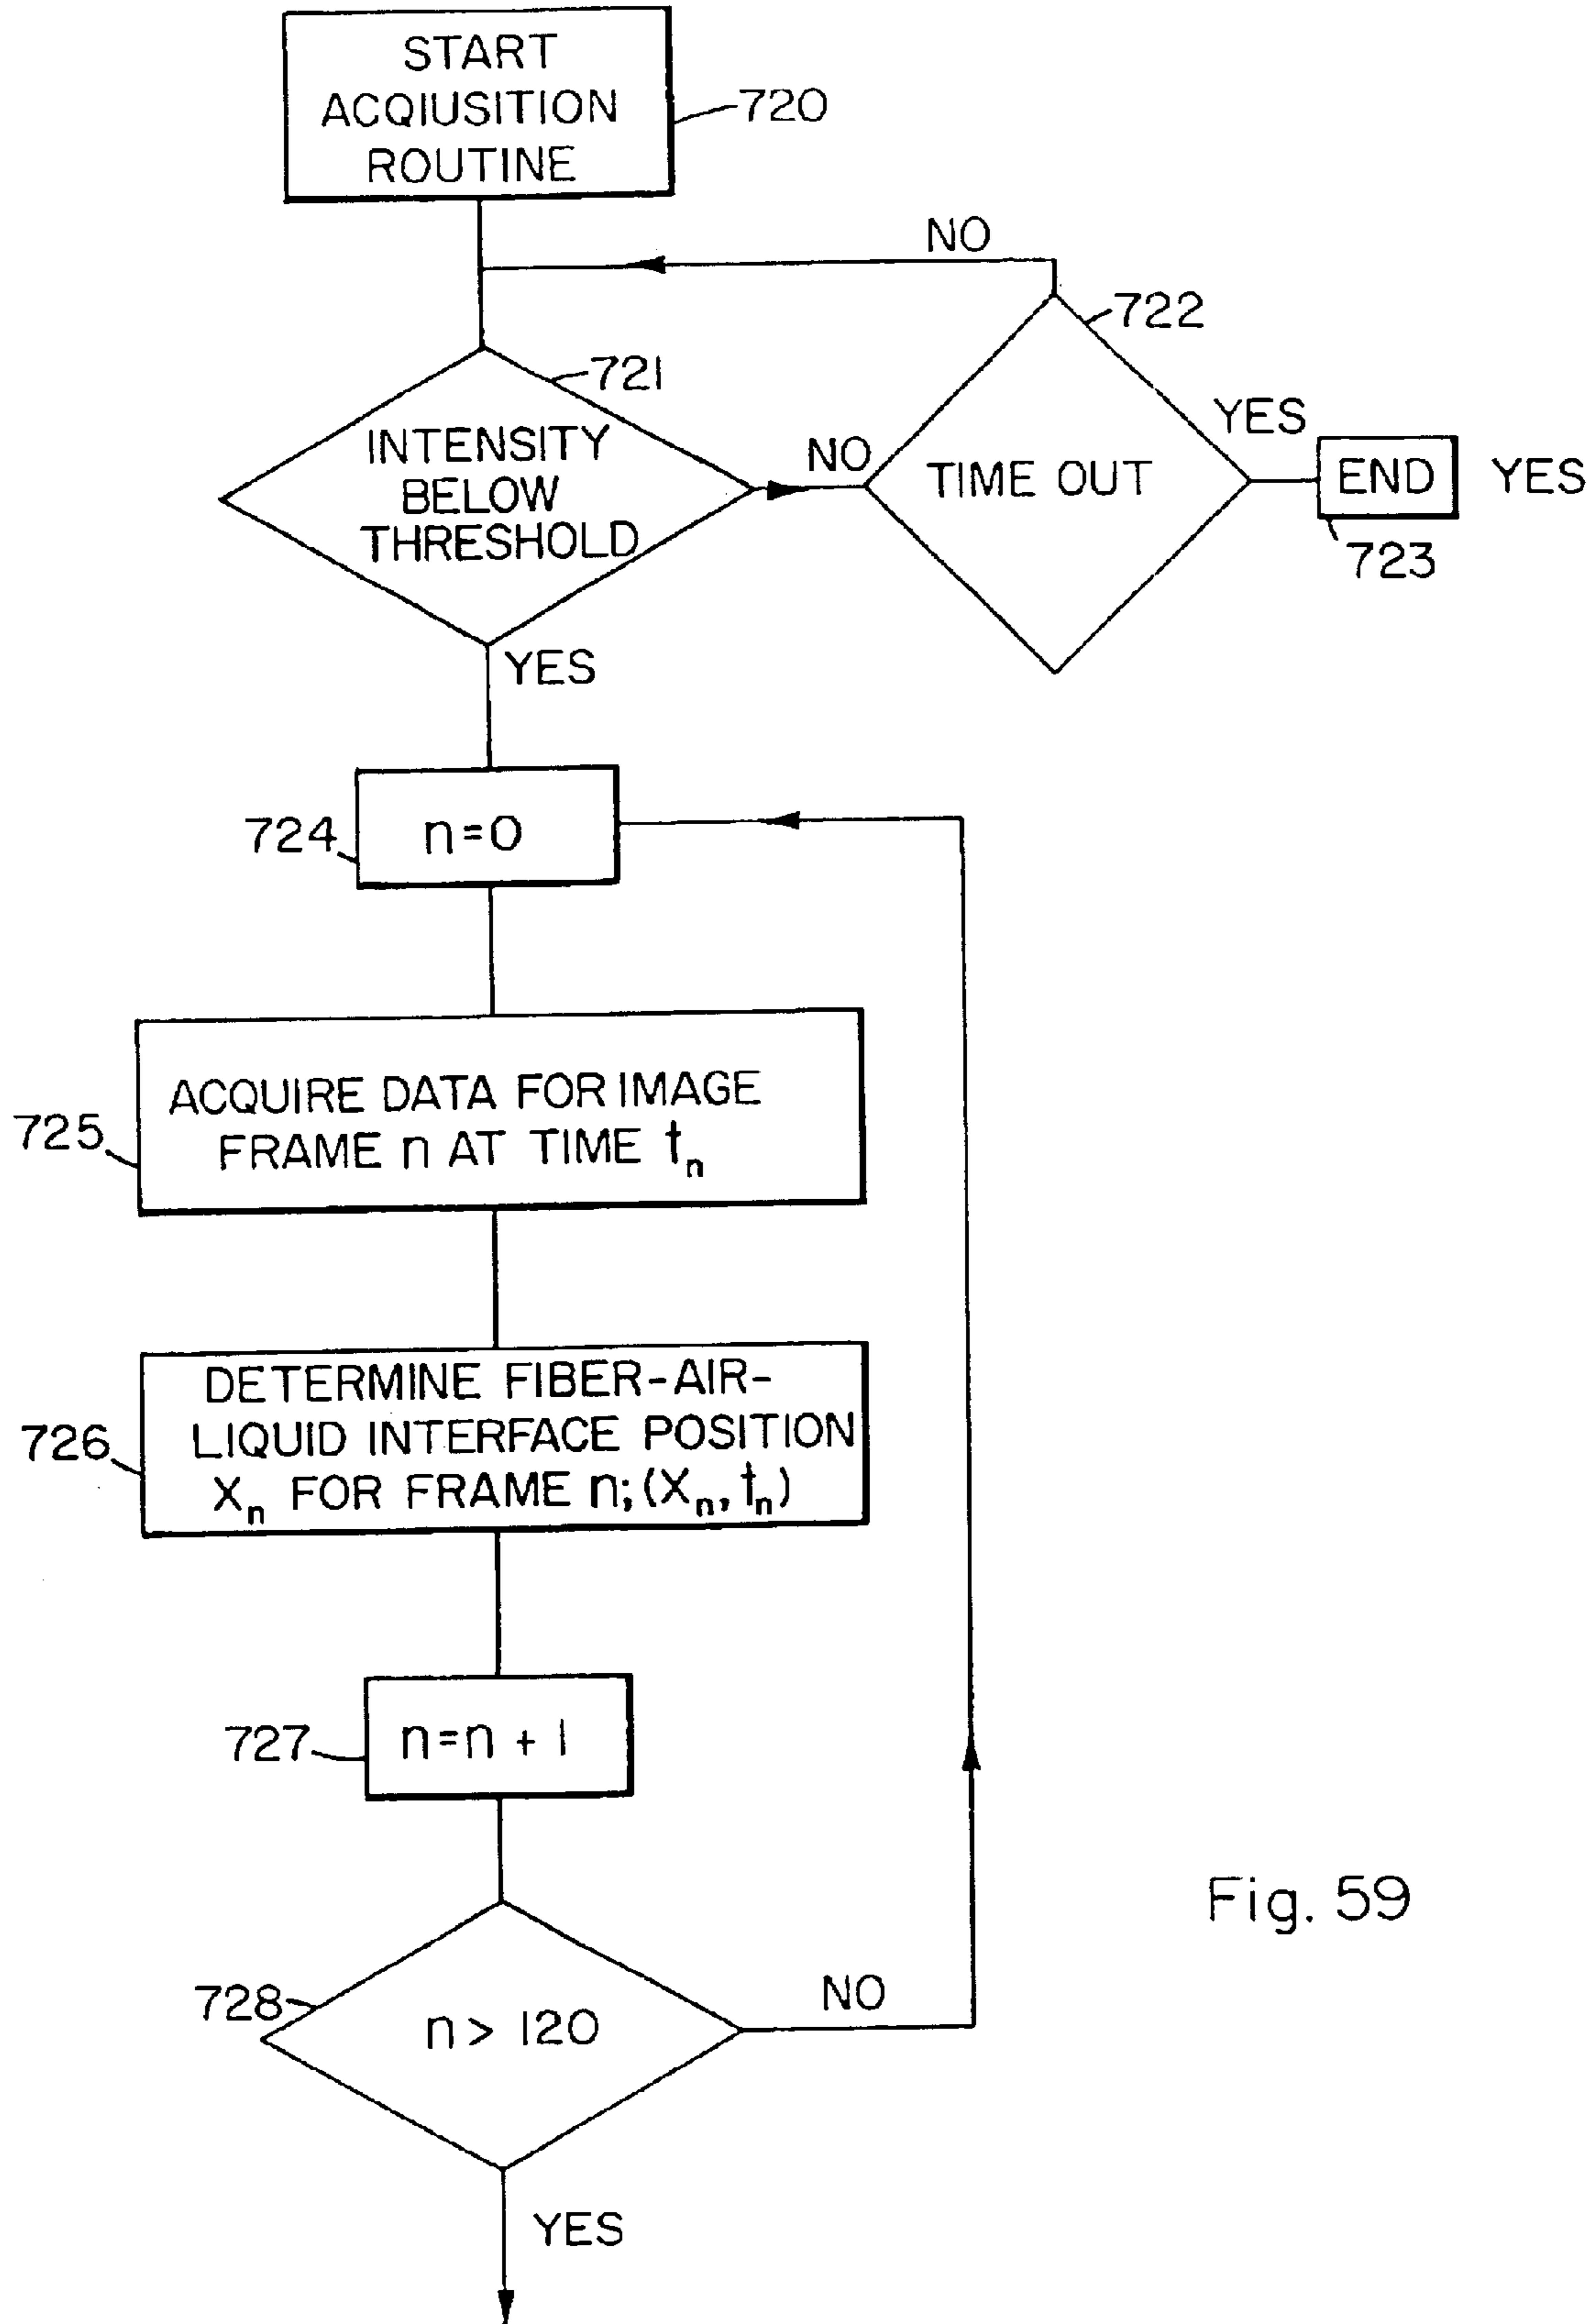 START
ACQIUSITION
ROUTINE
720
NO
722
721
INTENSITY
BELOW
THRESHOLD
NO
TIME OUT
YES
END
YES
723
YES
724
n=0
725
ACQUIRE DATA FOR IMAGE
FRAME n AT TIME tₙ
726
DETERMINE FIBER-AIR-
LIQUID INTERFACE POSITION
Xₙ FOR FRAME n; (Xₙ, tₙ)
727
n=n + 1
728
n > 120
NO
YES
Fig. 59